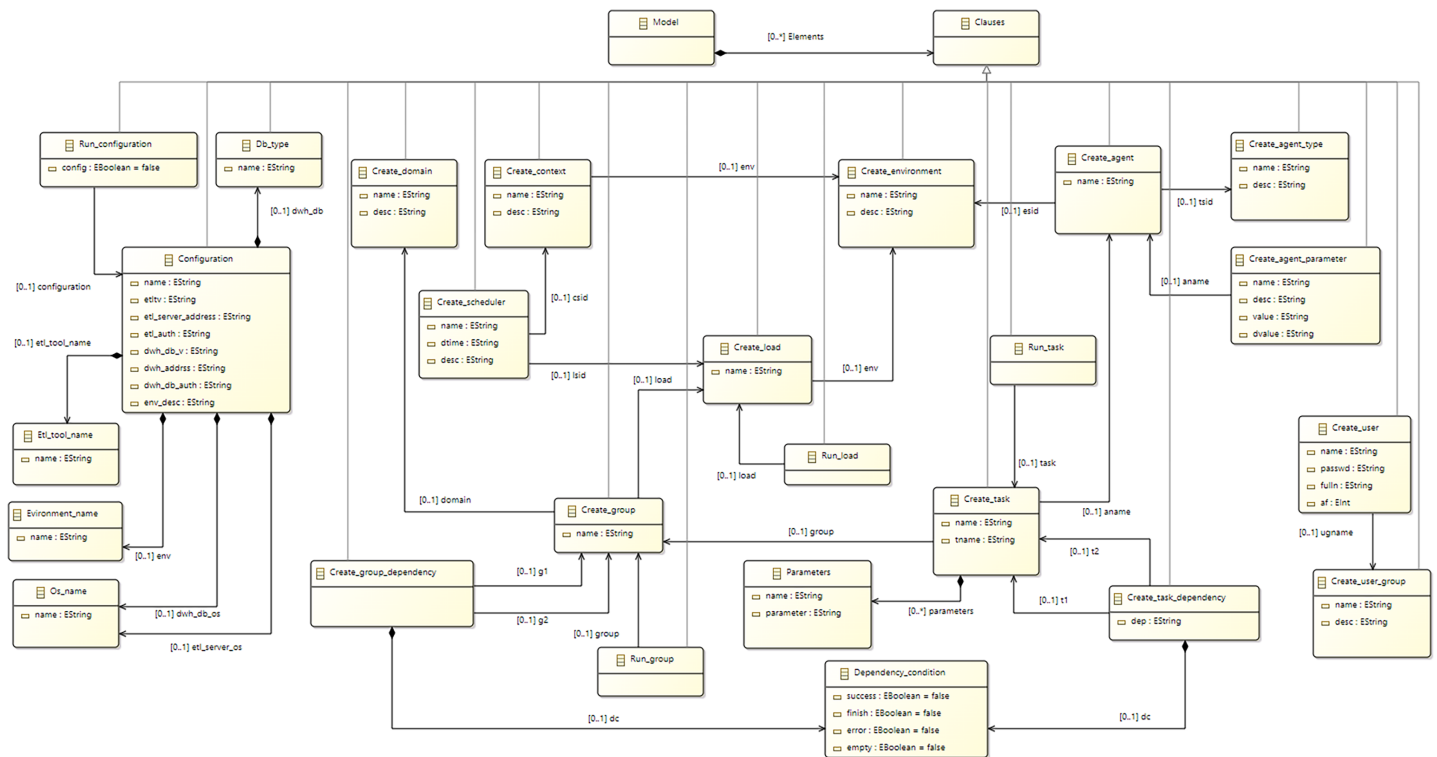 Model
Clauses
[0..*] Elements
Run_configuration
config : EBoolean = false
Db_type
name : EString
Create_domain
name : EString
desc : EString
Create_context
name : EString
desc : EString
[0..1] env
Create_environment
name : EString
desc : EString
Create_agent
name : EString
Create_agent_type
name : EString
desc : EString
[0..1] esid
[0..1] tsid
[0..1] dwh_db
[0..1] configuration
Configuration
name : EString
etltv : EString
etl_server_address : EString
etl_auth : EString
dwh_db_v : EString
dwh_addrss : EString
dwh_db_auth : EString
env_desc : EString
Create_agent_parameter
name : EString
desc : EString
value : EString
dvalue : EString
[0..1] aname
Create_scheduler
name : EString
dtime : EString
desc : EString
[0..1] csid
[0..1] lsid
[0..1] etl_tool_name
Create_load
name : EString
[0..1] env
[0..1] load
Run_task
Etl_tool_name
name : EString
Run_load
[0..1] load
[0..1] task
Create_user
name : EString
passwd : EString
fulln : EString
af : EInt
[0..1] ugname
Evironment_name
name : EString
[0..1] env
[0..1] domain
Create_group
name : EString
[0..1] group
Create_task
name : EString
tname : EString
[0..1] aname
[0..1] t2
[0..1] t1
Create_group_dependency
[0..1] g1
[0..1] g2
Parameters
name : EString
parameter : EString
[0..*] parameters
Create_task_dependency
dep : EString
Create_user_group
name : EString
desc : EString
Os_name
name : EString
[0..1] dwh_db_os
[0..1] etl_server_os
[0..1] group
Run_group
Dependency_condition
success : EBoolean = false
finish : EBoolean = false
error : EBoolean = false
empty : EBoolean = false
[0..1] dc
[0..1] dc